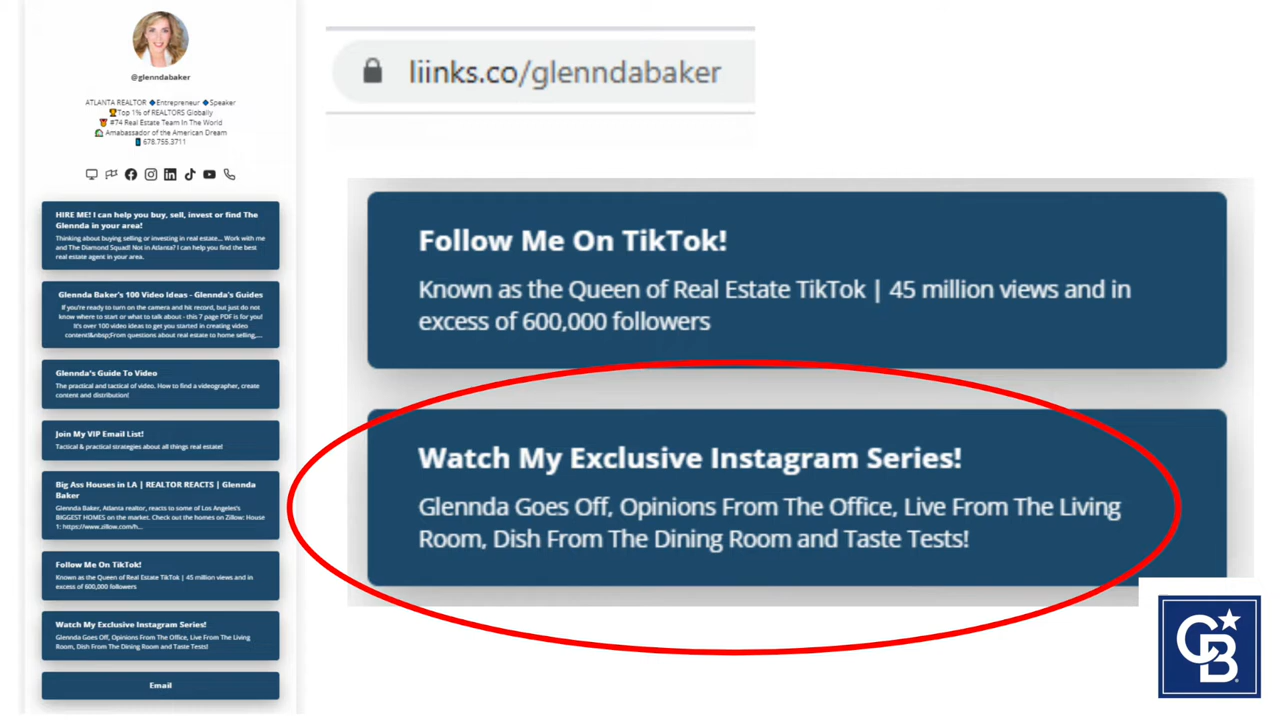 @glenndabaker
ATLANTA REALTOR 🔹Entrepreneur 🔹Speaker
🏆Top 1% of REALTORS Globally
🏅 #74 Real Estate Team In The World
🏡 Amabassador of the American Dream
📱 678.755.3711
HIRE ME! I can help you buy, sell, invest or find The
Glennda in your area!
Thinking about buying selling or investing in real estate... Work with me
and The Diamond Squad! Not in Atlanta? I can help you find the best
real estate agent in your area.
Glennda Baker's 100 Video Ideas - Glennda's Guides
If you're ready to turn on the camera and hit record, but just do not
know where to start or what to talk about - this 7 page PDF is for you!
It's over 100 video ideas to get you started in creating video
content!&nbsp;From questions about real estate to home selling,...
Glennda's Guide To Video
The practical and tactical of video. How to find a videographer, create
content and distribution!
Join My VIP Email List!
Tactical & practical strategies about all things real estate!
Big Ass Houses in LA | REALTOR REACTS | Glennda
Baker
Glennda Baker, Atlanta realtor, reacts to some of Los Angeles's
BIGGEST HOMES on the market. Check out the homes on Zillow: House
1: https://www.zillow.com/h...
Follow Me On TikTok!
Known as the Queen of Real Estate TikTok | 45 million views and in
excess of 600,000 followers
Watch My Exclusive Instagram Series!
Glennda Goes Off, Opinions From The Office, Live From The Living
Room, Dish From The Dining Room and Taste Tests!
Email
liinks.co/glenndabaker
Follow Me On TikTok!
Known as the Queen of Real Estate TikTok | 45 million views and in
excess of 600,000 followers
Watch My Exclusive Instagram Series!
Glennda Goes Off, Opinions From The Office, Live From The Living
Room, Dish From The Dining Room and Taste Tests!
CB